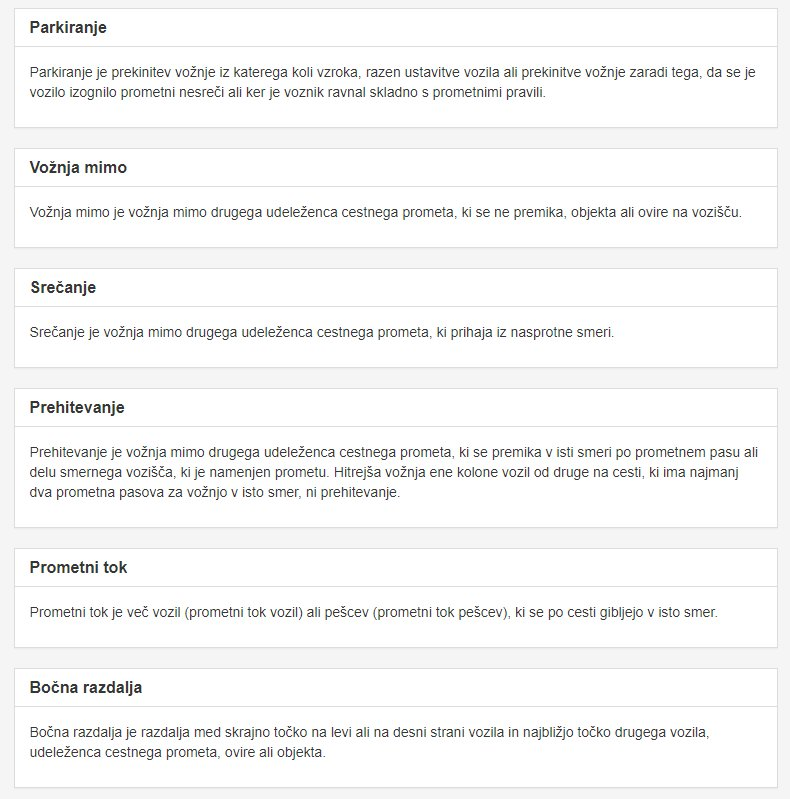 Parkiranje
Parkiranje je prekinitev vožnje iz katerega koli vzroka, razen ustavitve vozila ali prekinitve vožnje zaradi tega, da se je
vozilo izognilo prometni nesreči ali ker je voznik ravnal skladno s prometnimi pravili.
Vožnja mimo
Vožnja mimo je vožnja mimo drugega udeleženca cestnega prometa, ki se ne premika, objekta ali ovire na vozišču.
Srečanje
Srečanje je vožnja mimo drugega udeleženca cestnega prometa, ki prihaja iz nasprotne smeri.
Prehitevanje
Prehitevanje je vožnja mimo drugega udeleženca cestnega prometa, ki se premika v isti smeri po prometnem pasu ali
delu smernega vozišča, ki je namenjen prometu. Hitrejša vožnja ene kolone vozil od druge na cesti, ki ima najmanj
dva prometna pasova za vožnjo v isto smer, ni prehitevanje.
Prometni tok
Prometni tok je več vozil (prometni tok vozil) ali pešcev (prometni tok pešcev), ki se po cesti gibljejo v isto smer.
Bočna razdalja
Bočna razdalja je razdalja med skrajno točko na levi ali na desni strani vozila in najbližjo točko drugega vozila,
udeleženca cestnega prometa, ovire ali objekta.